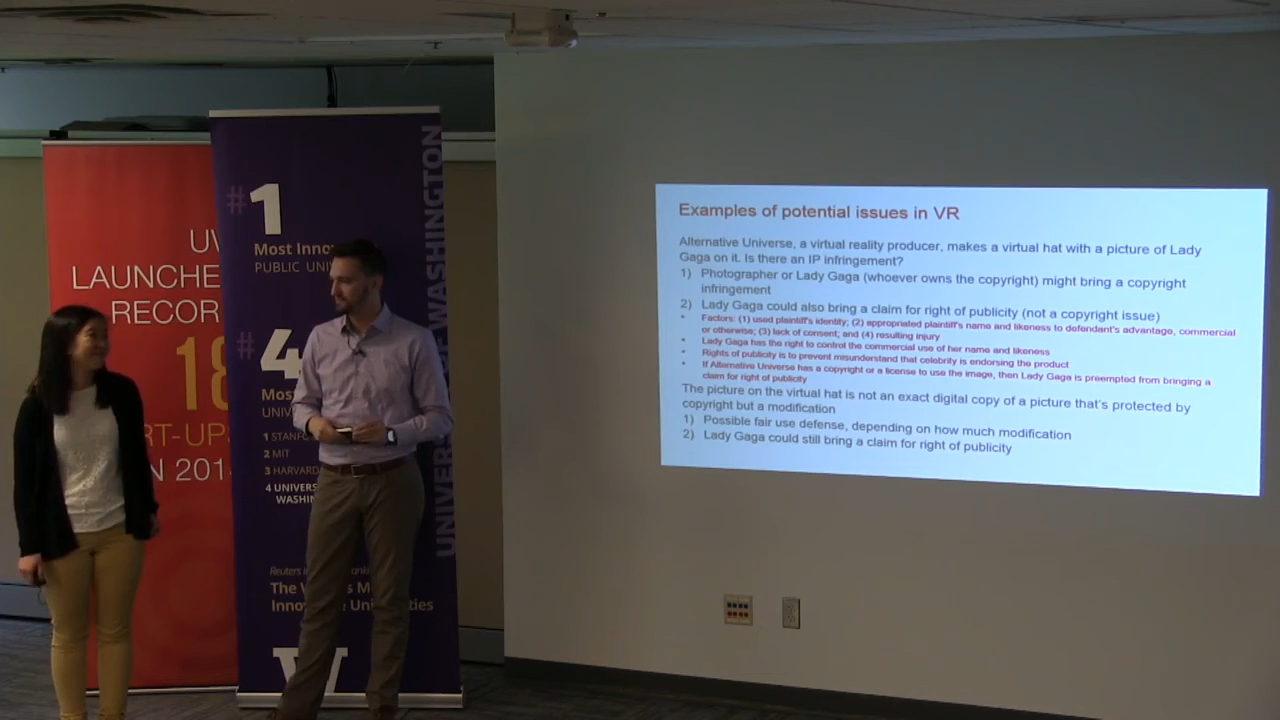 UW
LAUNCHE
RECOR
18
RT-UP
N 201
#1
Most Inno
PUBLIC UNI
#4
Most
UNIV
1 STANFO
2 MIT
3 HARVARD
4 UNIVERS
WASHIN
Reuters
The W s M
Innov Universities
W
UNIVERSITY OF WASHINGTON
Examples of potential issues in VR
Alternative Universe, a virtual reality producer, makes a virtual hat with a picture of Lady
Gaga on it. Is there an IP infringement?
1) Photographer or Lady Gaga (whoever owns the copyright) might bring a copyright
infringement
2) Lady Gaga could also bring a claim for right of publicity (not a copyright issue)
• Factors: (1) used plaintiff's identity; (2) appropriated plaintiff's name and likeness to defendant's advantage, commercial
or otherwise; (3) lack of consent; and (4) resulting injury
• Lady Gaga has the right to control the commercial use of her name and likeness
• Rights of publicity is to prevent misunderstand that celebrity is endorsing the product
• If Alternative Universe has a copyright or a license to use the image, then Lady Gaga is preempted from bringing a
claim for right of publicity
The picture on the virtual hat is not an exact digital copy of a picture that's protected by
copyright but a modification
1) Possible fair use defense, depending on how much modification
2) Lady Gaga could still bring a claim for right of publicity